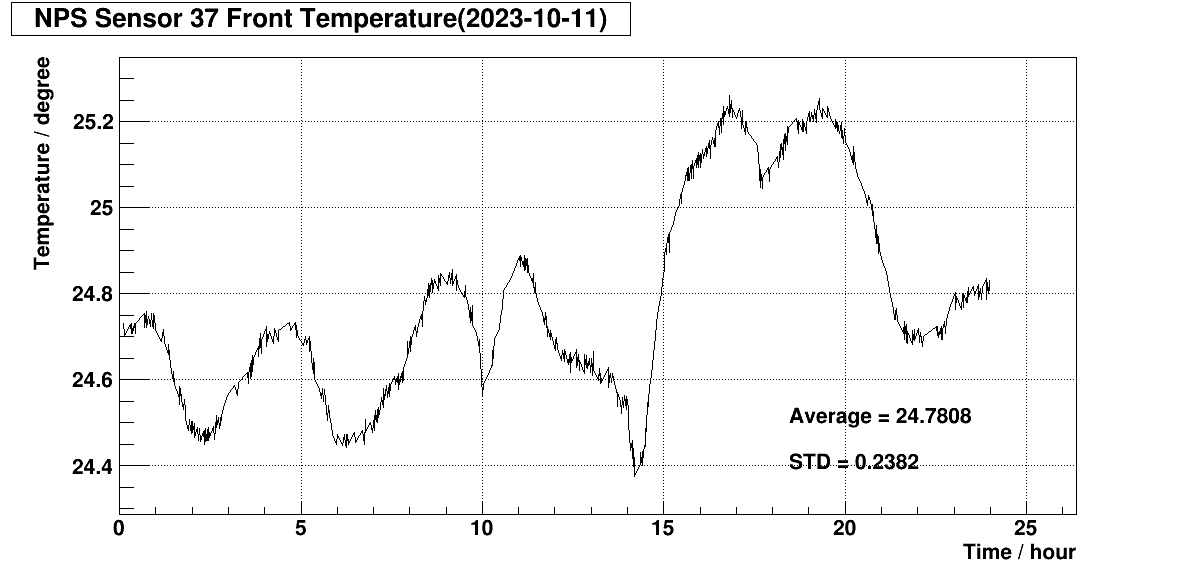 NPS Sensor 37 Front Temperature(2023-10-11)
Temperature / degree
25.2
25
24.8
24.6
24.4
Average = 24.7808
STD = 0.2382
0 5 10 15 20 25
Time / hour